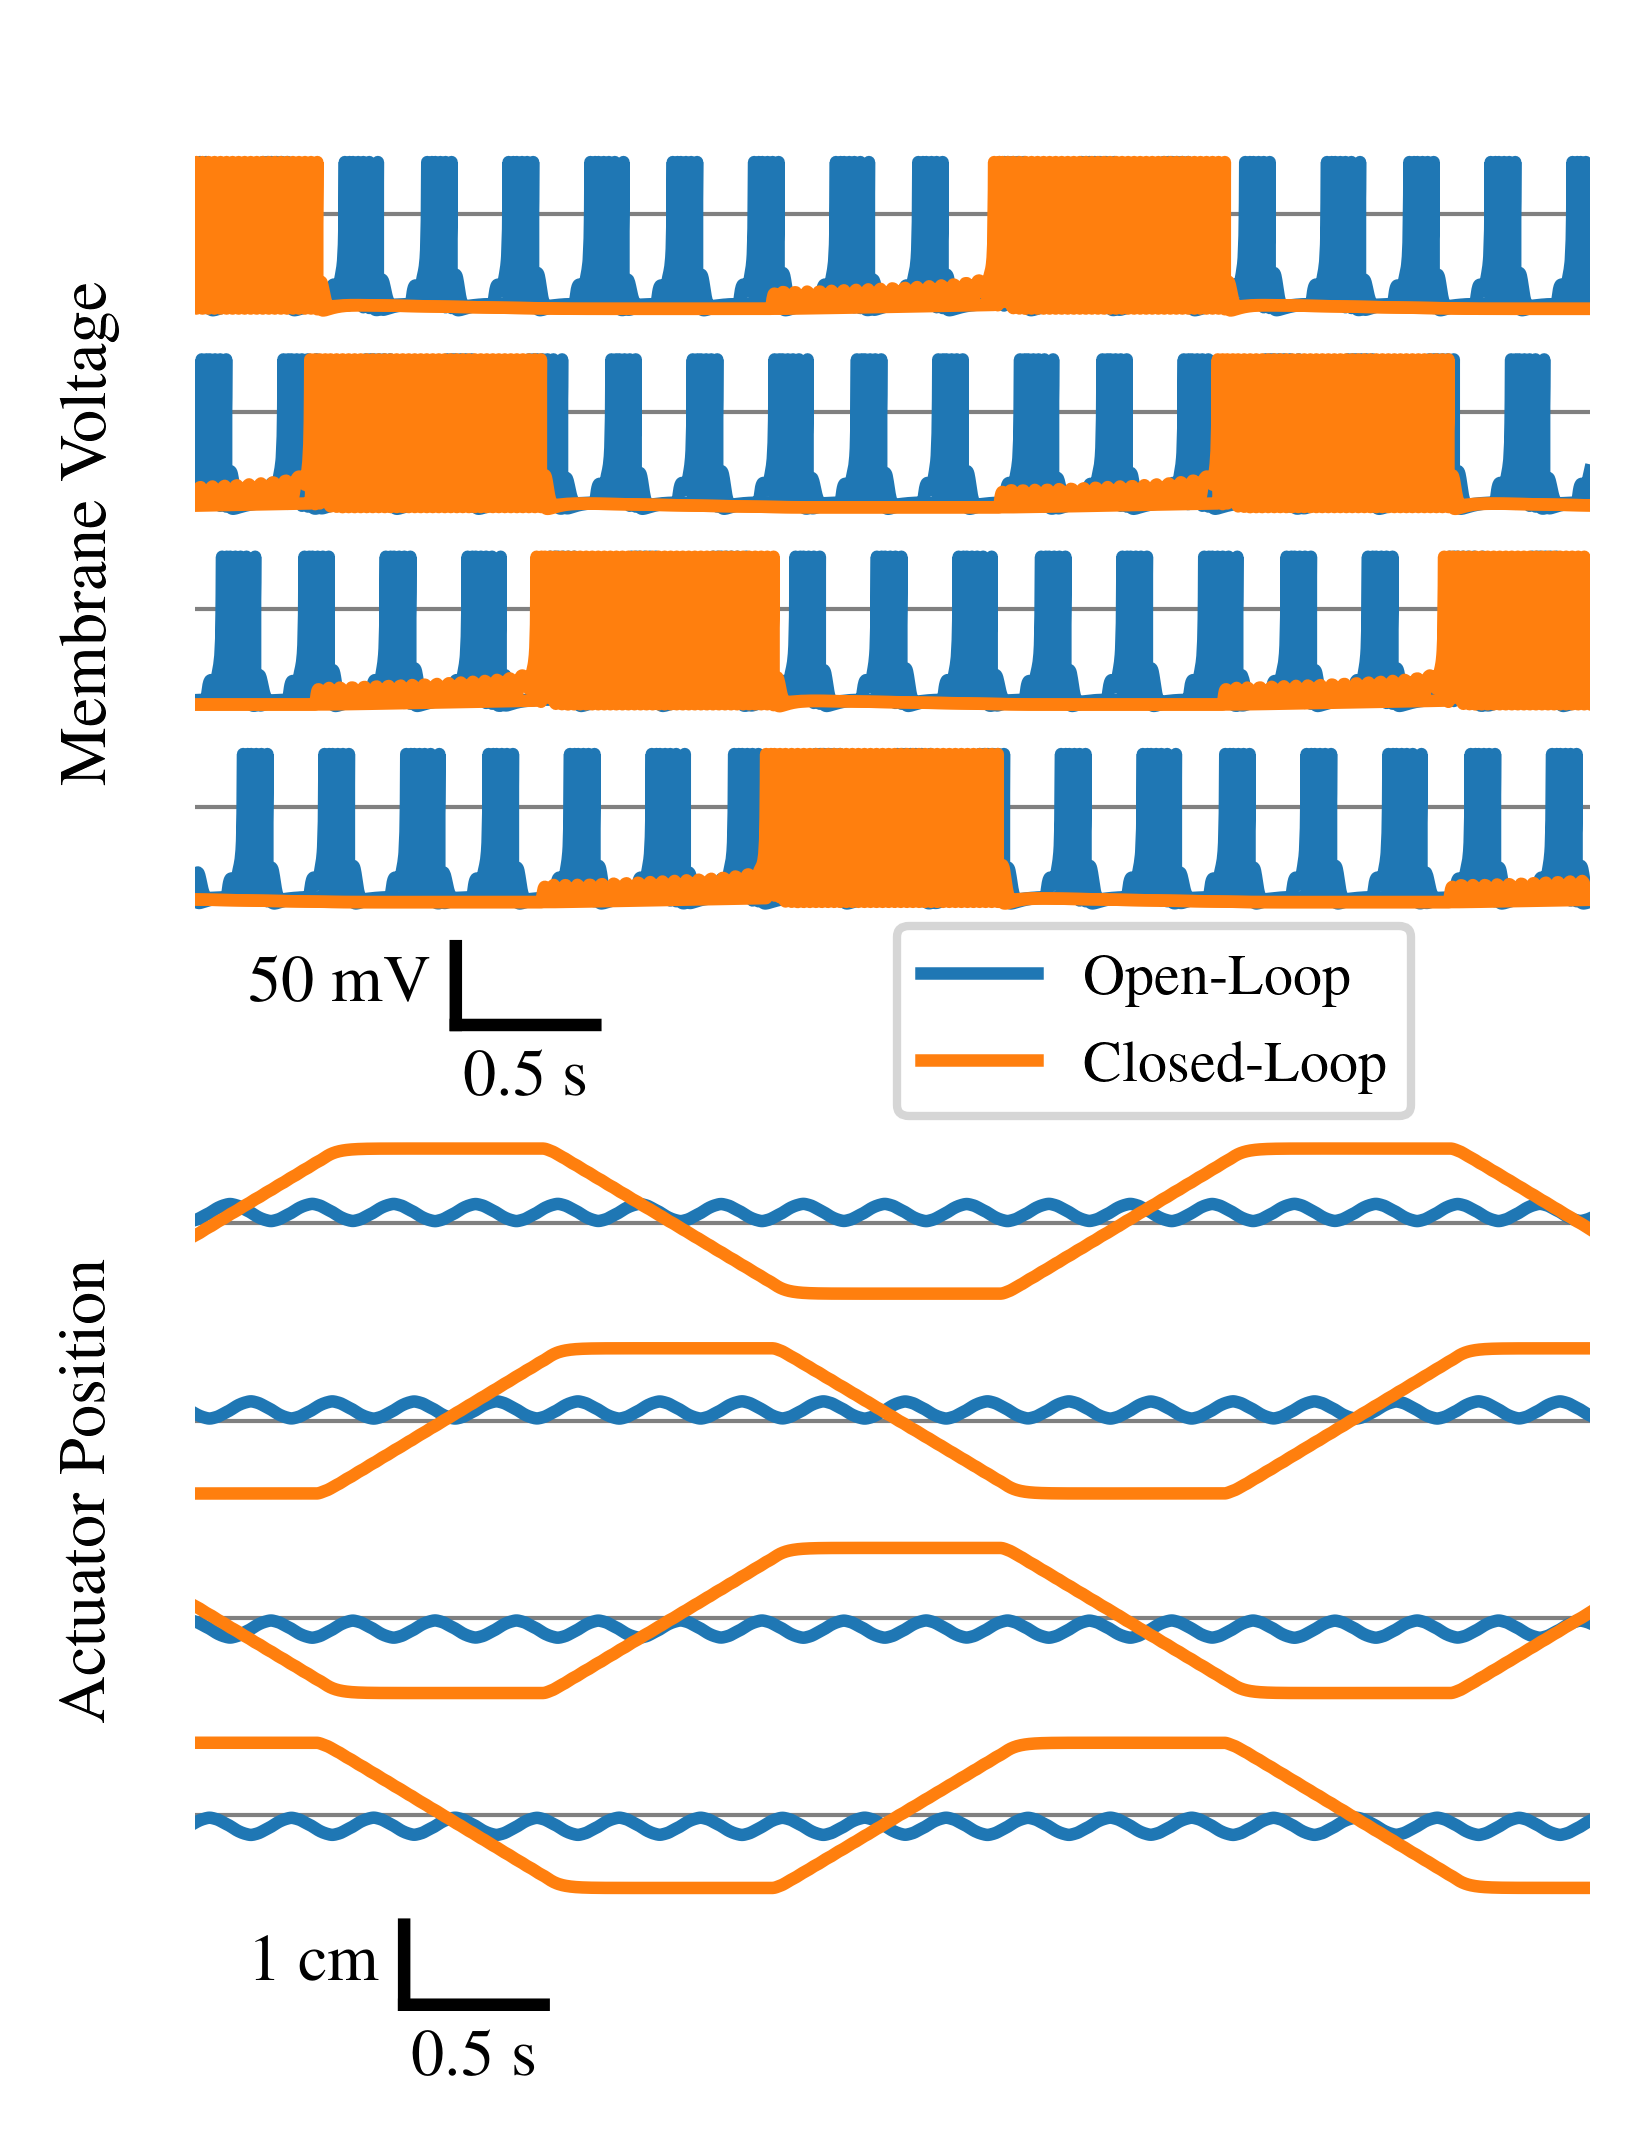 Membrane Voltage
50 mV
0.5 s
Open-Loop
Closed-Loop
Actuator Position
1 cm
0.5 s